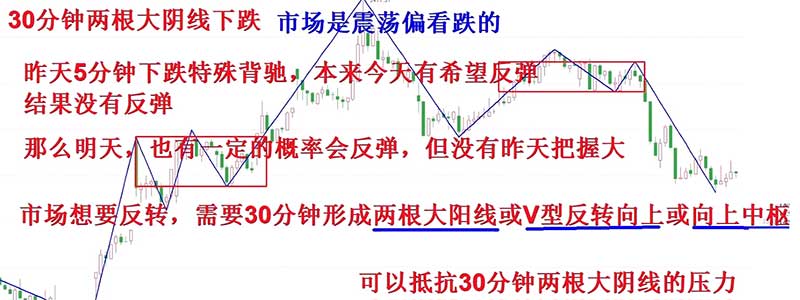 30分钟两根大阴线下跌 市场是震荡偏看跌的
昨天5分钟下跌特殊背驰，本来今天有希望反弹
结果没有反弹
那么明天，也有一定的概率会反弹，但没有昨天把握大
市场想要反转，需要30分钟形成两根大阳线或V型反转向上或向上中枢
可以抵抗30分钟两根大阴线的压力